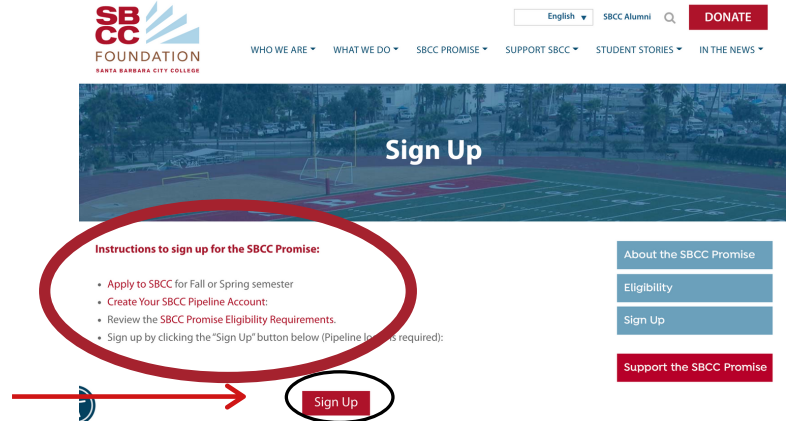 SB
CC
FOUNDATION
SANTA BARBARA CITY COLLEGE
English
SBCC Alumni
DONATE
WHO WE ARE
WHAT WE DO
SBCC PROMISE
SUPPORT SBCC
STUDENT STORIES
IN THE NEWS
Sign Up
S B C C
Instructions to sign up for the SBCC Promise:
• Apply to SBCC for Fall or Spring semester
• Create Your SBCC Pipeline Account:
• Review the SBCC Promise Eligibility Requirements.
• Sign up by clicking the "Sign Up" button below (Pipeline is required):
Sign Up
About the SBCC Promise
Eligibility
Sign Up
Support the SBCC Promise